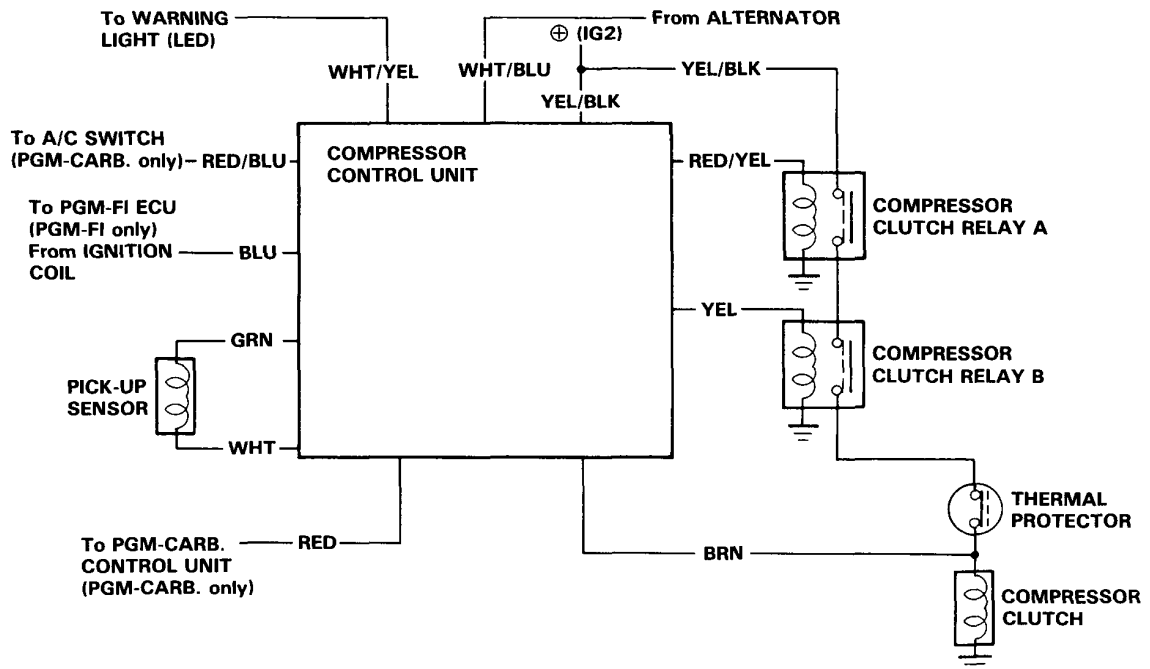 To WARNING
LIGHT (LED)
From ALTERNATOR
⊕ (IG2)
WHT/YEL
WHT/BLU
YEL/BLK
YEL/BLK
To A/C SWITCH
(PGM-CARB. only)
RED/BLU
COMPRESSOR
CONTROL UNIT
RED/YEL
COMPRESSOR
CLUTCH RELAY A
To PGM-FI ECU
(PGM-FI only)
From IGNITION
COIL
BLU
YEL
COMPRESSOR
CLUTCH RELAY B
GRN
PICK-UP
SENSOR
WHT
THERMAL
PROTECTOR
To PGM-CARB.
CONTROL UNIT
(PGM-CARB. only)
RED
BRN
COMPRESSOR
CLUTCH